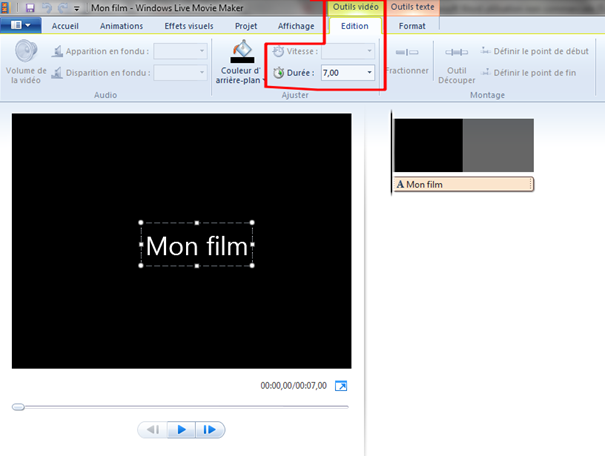 Mon film - Windows Live Movie Maker
Outils vidéo
Outils texte
Accueil
Animations
Effets visuels
Projet
Affichage
Edition
Format
Volume de
la vidéo
Apparition en fondu :
Disparition en fondu :
Audio
Couleur d'
arrière-plan
Vitesse :
Durée :
7,00
Ajuster
Fractionner
Outil
Découper
Définir le point de début
Définir le point de fin
Montage
Mon film
00:00,00/00:07,00
A Mon film